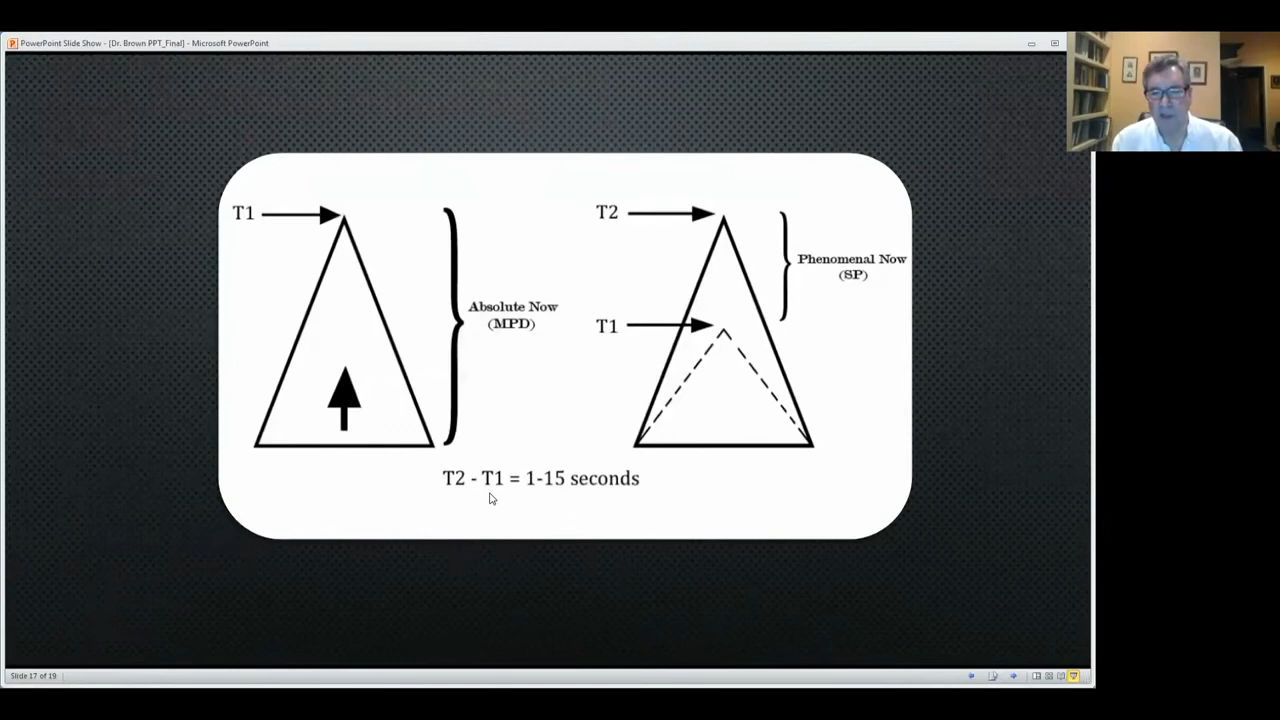 PowerPoint Slide Show - [Dr. Brown PPT_Final] - Microsoft PowerPoint
T1
Absolute Now
(MPD)
T2
Phenomenal Now
(SP)
T1
T2 - T1 = 1-15 seconds
Slide 17 of 19